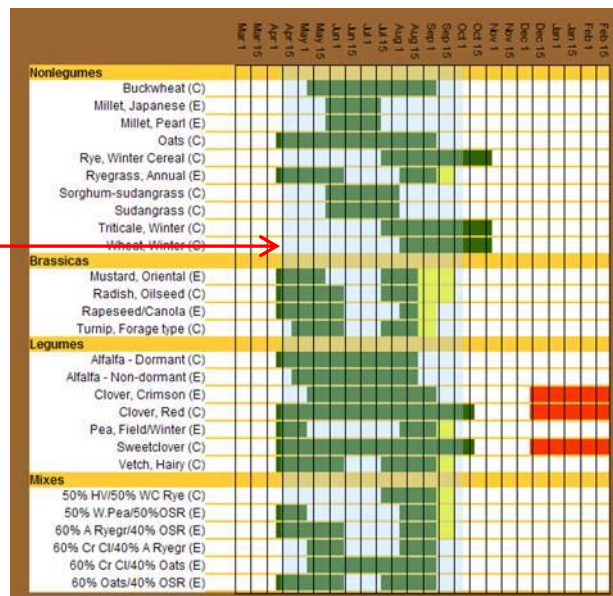 Mar 1 Mar 15 Apr 1 Apr 15 May 1 May 15 Jun 1 Jun 15 Jul 1 Jul 15 Aug 1 Aug 15 Sep 1 Sep 15 Oct 1 Oct 15 Nov 1 Nov 15 Dec 1 Dec 15 Jan 1 Jan 15 Feb 1 Feb 15
Nonlegumes
Buckwheat (C)
Millet, Japanese (E)
Millet, Pearl (E)
Oats (C)
Rye, Winter Cereal (C)
Ryegrass, Annual (E)
Sorghum-sudangrass (C)
Sudangrass (C)
Triticale, Winter (C)
Wheat, Winter (C)
Brassicas
Mustard, Oriental (E)
Radish, Oilseed (C)
Rapeseed/Canola (E)
Turnip, Forage type (C)
Legumes
Alfalfa - Dormant (C)
Alfalfa - Non-dormant (E)
Clover, Crimson (E)
Clover, Red (C)
Pea, Field/Winter (E)
Sweetclover (C)
Vetch, Hairy (C)
Mixes
50% HV/50% WC Rye (C)
50% W.Pea/50%OSR (E)
60% A Ryegr/40% OSR (E)
60% Cr Cl/40% A Ryegr (E)
60% Cr Cl/40% Oats (E)
60% Oats/40% OSR (E)